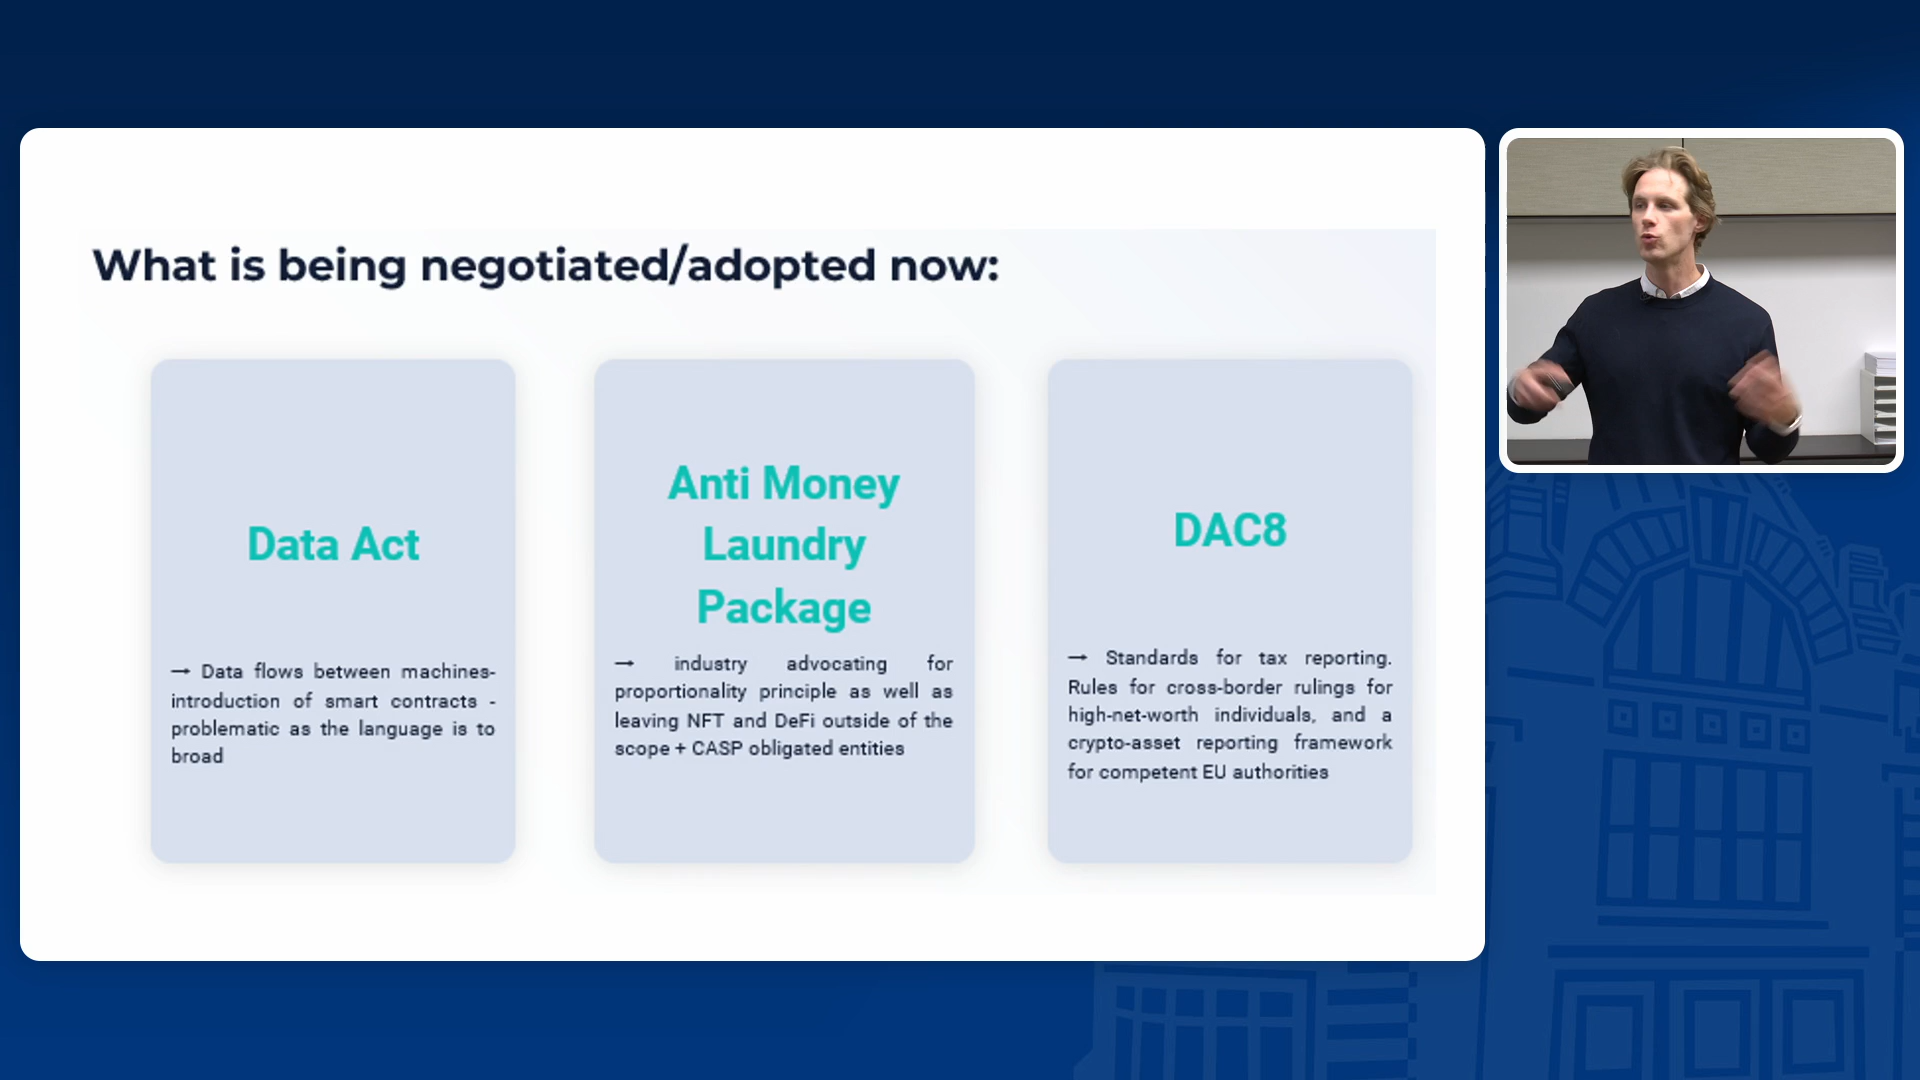 What is being negotiated/adopted now:
Data Act
→ Data flows between machines-
introduction of smart contracts -
problematic as the language is to
broad
Anti Money
Laundry
Package
→ industry advocating for
proportionality principle as well as
leaving NFT and DeFi outside of the
scope + CASP obligated entities
DAC8
→ Standards for tax reporting.
Rules for cross-border rulings for
high-net-worth individuals, and a
crypto-asset reporting framework
for competent EU authorities